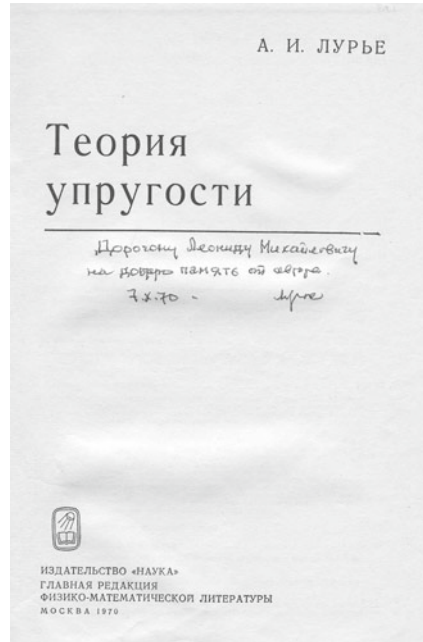 А. И. ЛУРЬЕ
Теория
упругости
Дорогому Леониду Михайловичу
на добрую память от автора.
7 X. 70 -
ИЗДАТЕЛЬСТВО «НАУКА»
ГЛАВНАЯ РЕДАКЦИЯ
ФИЗИКО-МАТЕМАТИЧЕСКОЙ ЛИТЕРАТУРЫ
МОСКВА 1970